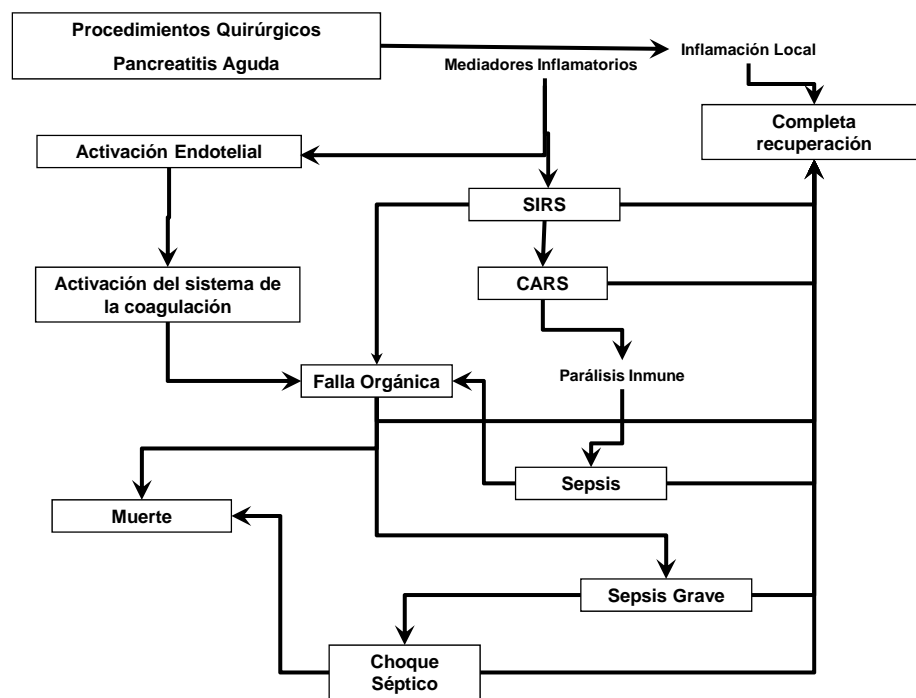 Procedimientos Quirúrgicos
Pancreatitis Aguda
Inflamación Local
Mediadores Inflamatorios
Completa
recuperación
Activación Endotelial
SIRS
Activación del sistema de
la coagulación
CARS
Falla Orgánica
Parálisis Inmune
Sepsis
Muerte
Sepsis Grave
Choque
Séptico